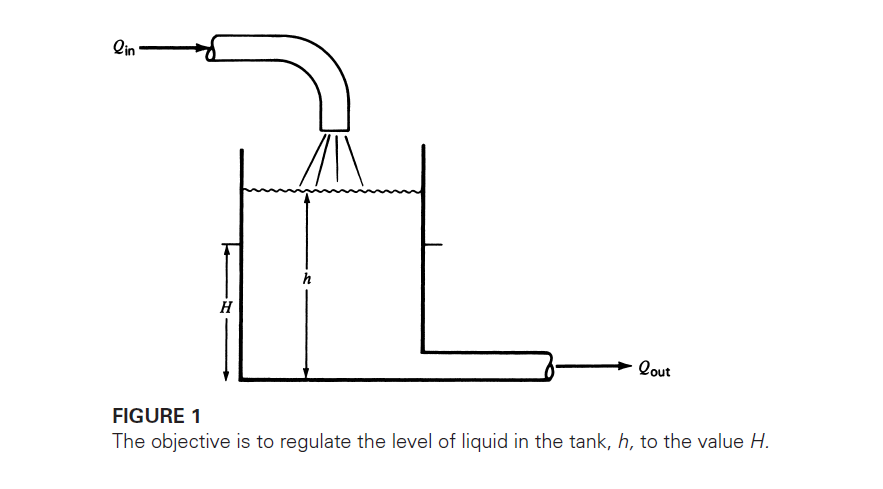 Qin
h
H
Qout
FIGURE 1
The objective is to regulate the level of liquid in the tank, h, to the value H.